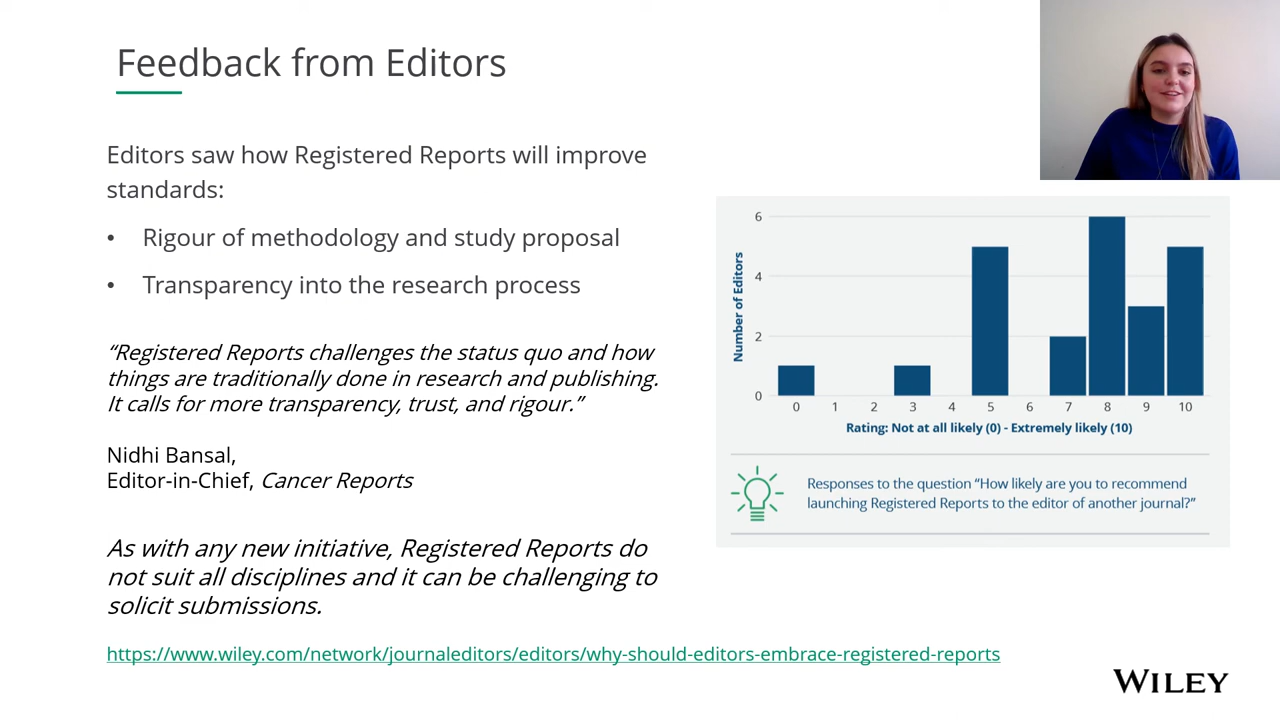 Feedback from Editors
Editors saw how Registered Reports will improve
standards:
• Rigour of methodology and study proposal
• Transparency into the research process
“Registered Reports challenges the status quo and how
things are traditionally done in research and publishing.
It calls for more transparency, trust, and rigour.”
Nidhi Bansal,
Editor-in-Chief, Cancer Reports
As with any new initiative, Registered Reports do
not suit all disciplines and it can be challenging to
solicit submissions.
https://www.wiley.com/network/journaleditors/editors/why-should-editors-embrace-registered-reports
Number of Editors
6
4
2
0
0 1 2 3 4 5 6 7 8 9 10
Rating: Not at all likely (0) - Extremely likely (10)
Responses to the question “How likely are you to recommend
launching Registered Reports to the editor of another journal?”
WILEY